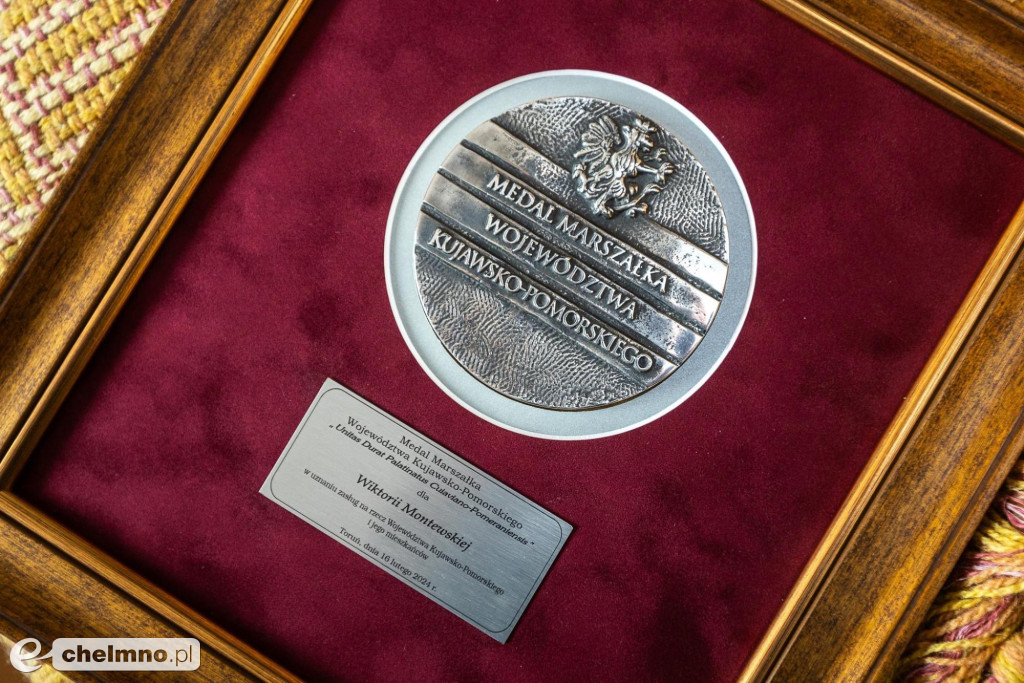 MEDAL MARSZAŁKA
WOJEWÓDZTWA
KUJAWSKO-POMORSKIEGO
Medal Marszałka
Województwa Kujawsko-Pomorskiego
„Unitas Durat Palatinatus Cuiaviano-Pomeraniensis”
dla
Wiktorii Montewskiej
w uznaniu zasług na rzecz Województwa Kujawsko-Pomorskiego
i jego mieszkańców
Toruń, dnia 16 lutego 2024 r.
e chelmno.pl